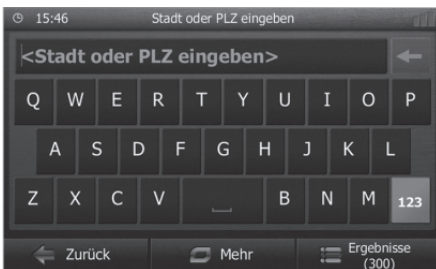 15:46 Stadt oder PLZ eingeben
<Stadt oder PLZ eingeben>
Q W E R T Y U I O P
A S D F G H J K L
Z X C V B N M 123
Zurück Mehr Ergebnisse
(300)